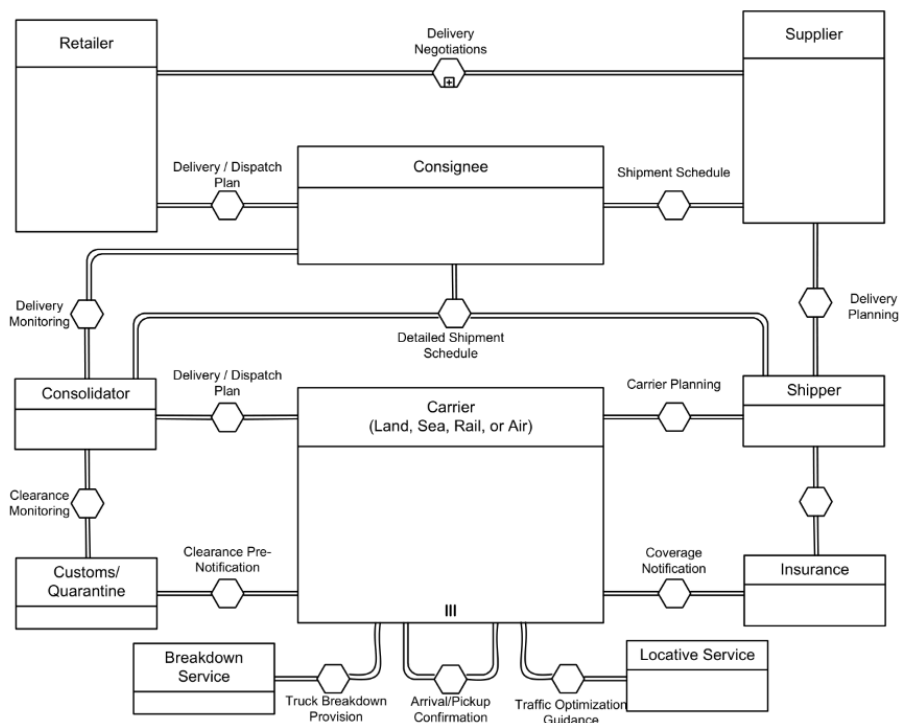 Retailer
Delivery
Negotiations
Supplier
Delivery / Dispatch
Plan
Consignee
Shipment Schedule
Delivery
Monitoring
Detailed Shipment
Schedule
Delivery
Planning
Consolidator
Delivery / Dispatch
Plan
Carrier
(Land, Sea, Rail, or Air)
Carrier Planning
Shipper
Clearance
Monitoring
Customs/
Quarantine
Clearance Pre-
Notification
Coverage
Notification
Insurance
Breakdown
Service
Truck Breakdown
Provision
Arrival/Pickup
Confirmation
Traffic Optimization
Guidance
Locative Service